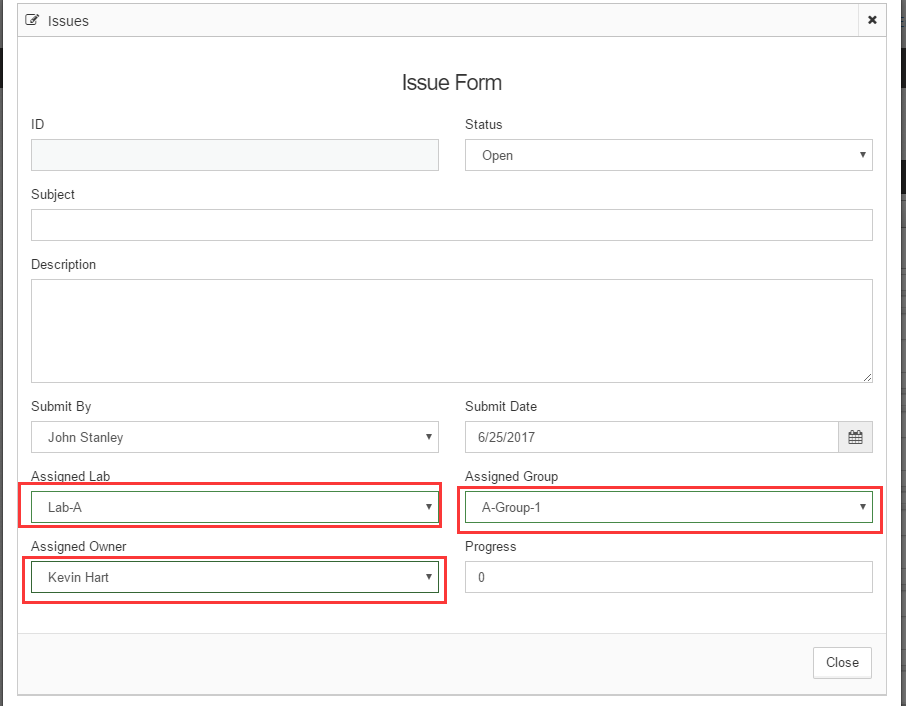 Issues
Issue Form
ID
Status
Open
Subject
Description
Submit By
Submit Date
John Stanley
6/25/2017
Assigned Lab
Assigned Group
Lab-A
A-Group-1
Assigned Owner
Progress
Kevin Hart
0
Close